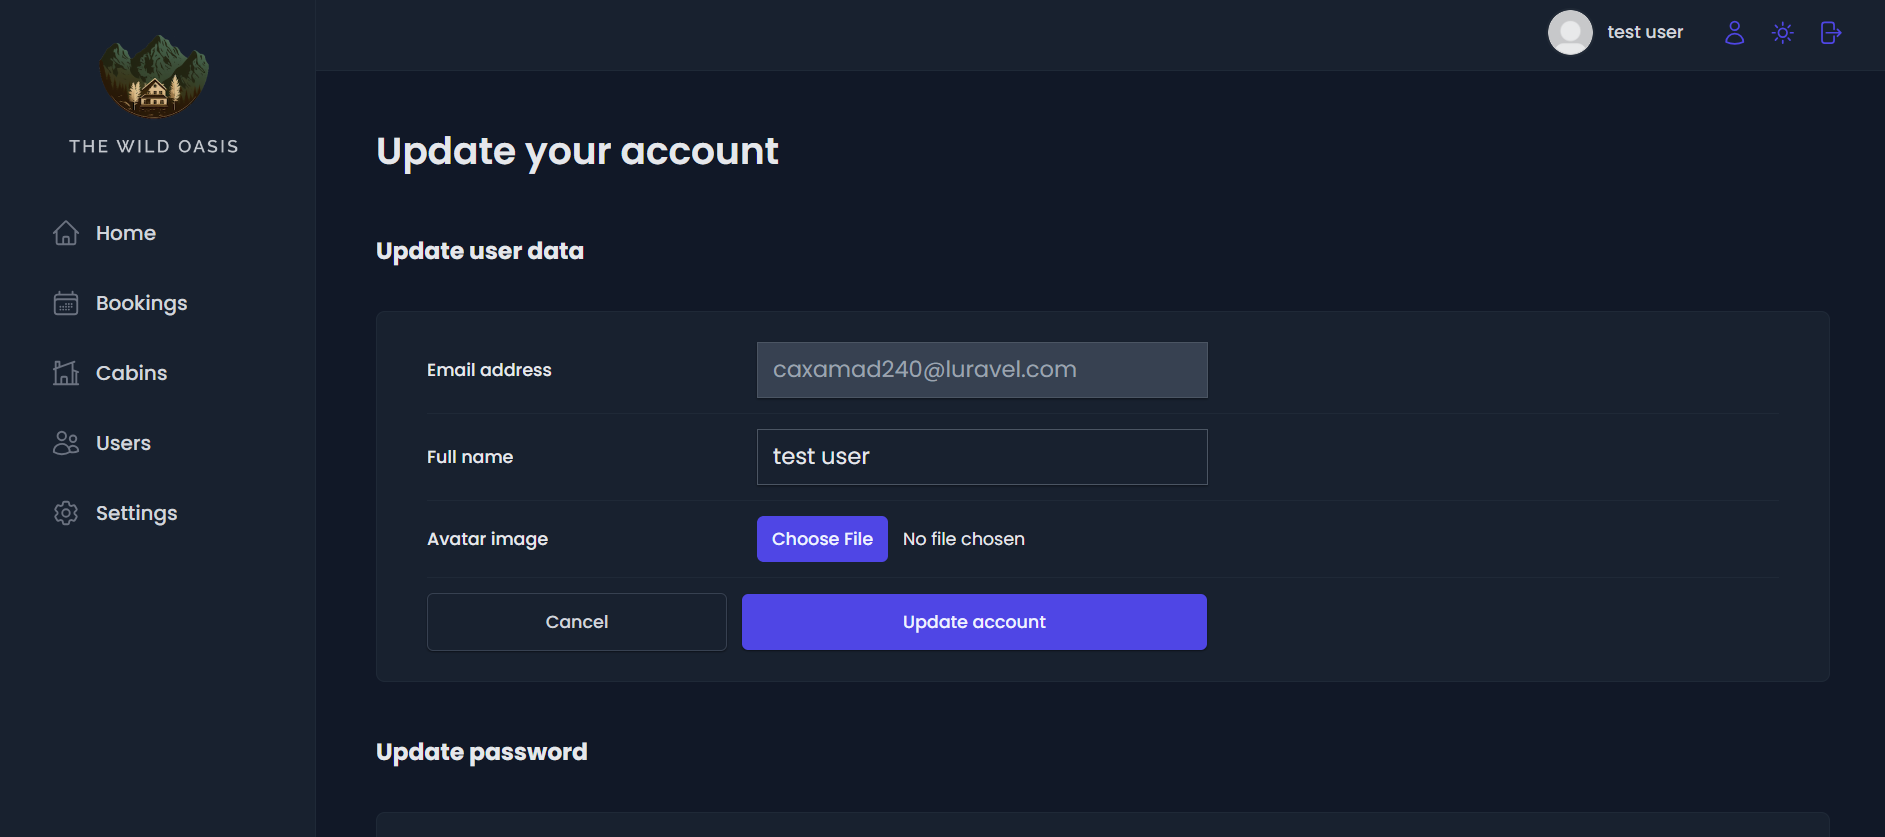 THE WILD OASIS
Home
Bookings
Cabins
Users
Settings
test user
Update your account
Update user data
Email address
caxamad240@luravel.com
Full name
test user
Avatar image
Choose File No file chosen
Cancel
Update account
Update password